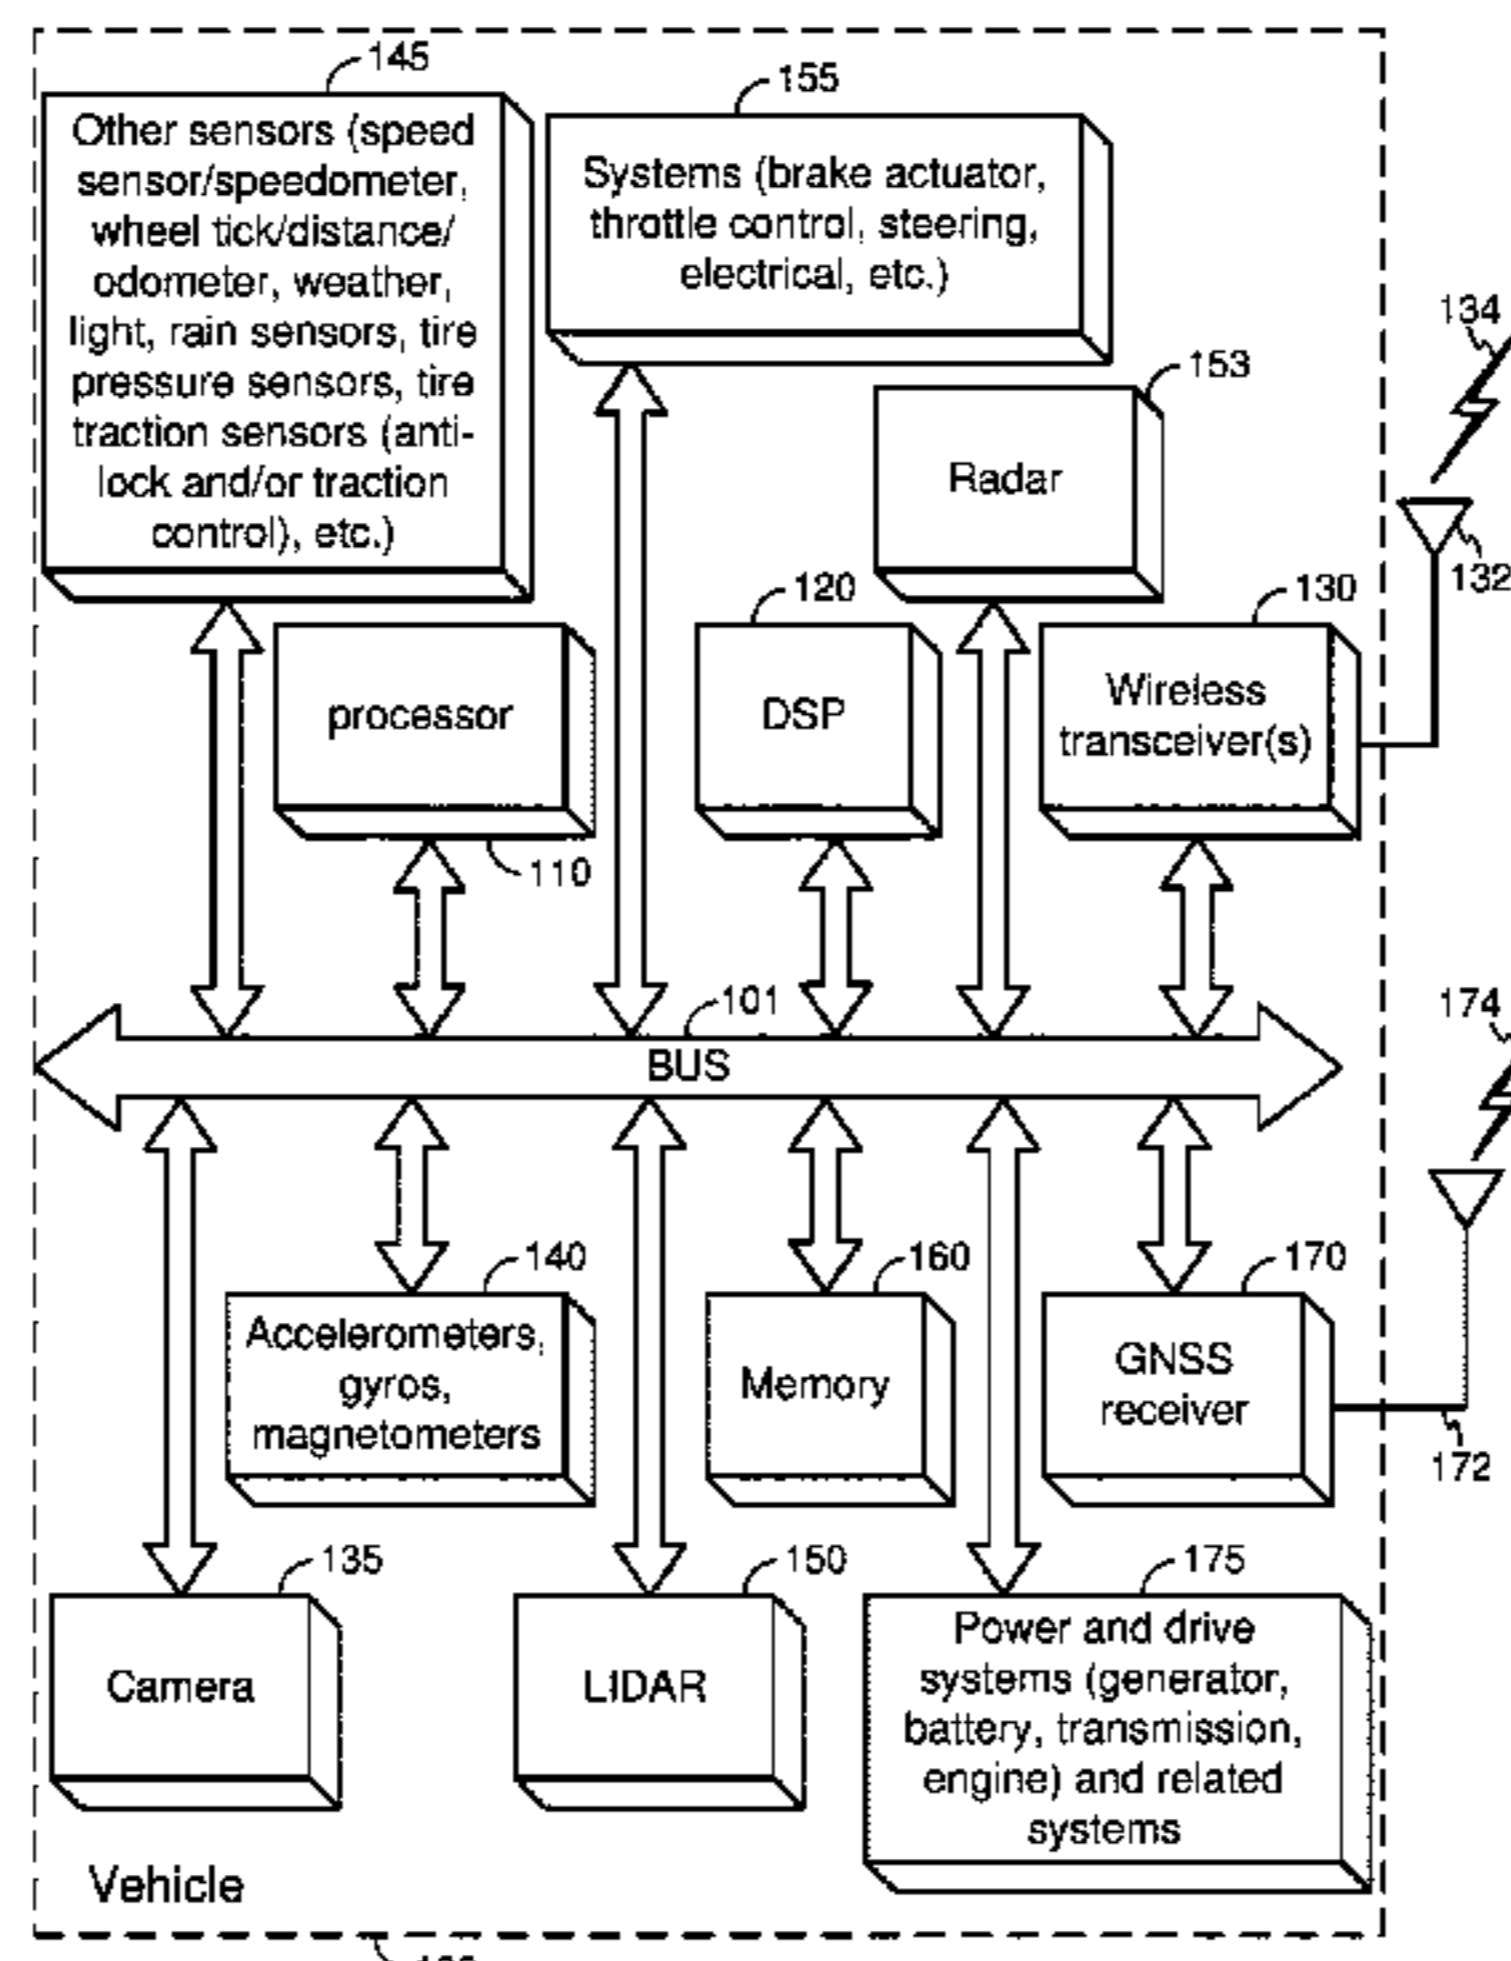 145
Other sensors (speed
sensor/speedometer,
wheel tick/distance/
odometer, weather,
light, rain sensors, tire
pressure sensors, tire
traction sensors (anti-
lock and/or traction
control), etc.)
155
Systems (brake actuator,
throttle control, steering,
electrical, etc.)
134
153
Radar
132
processor
110
120
DSP
130
Wireless
transceiver(s)
101
BUS
174
140
Accelerometers,
gyros,
magnetometers
160
Memory
170
GNSS
receiver
172
135
Camera
150
LIDAR
175
Power and drive
systems (generator,
battery, transmission,
engine) and related
systems
Vehicle